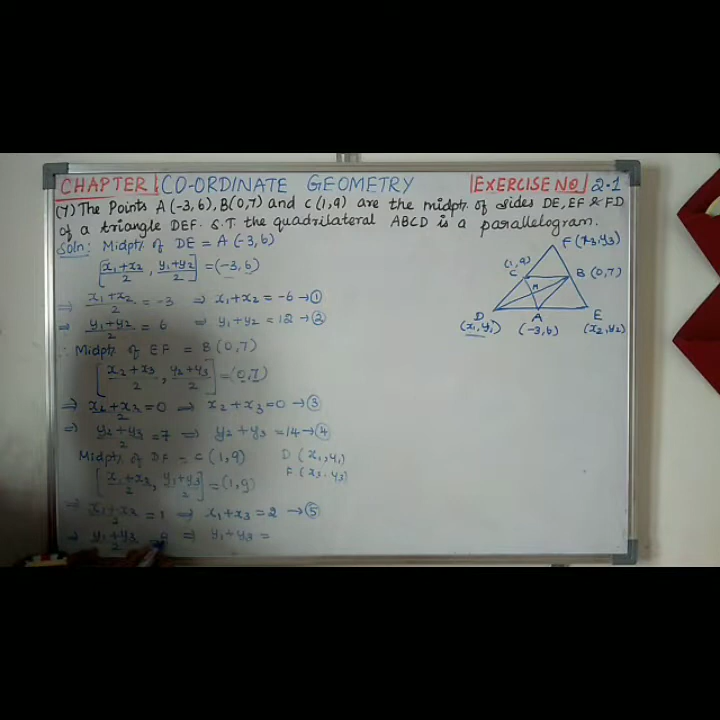 CHAPTER 1 CO-ORDINATE GEOMETRY EXERCISE NO 2.1
(7) The Points A(-3,6), B(0,7) and C(1,9) are the midpt. of sides DE, EF & FD
of a triangle DEF. S.T. the quadrilateral ABCD is a parallelogram.
Soln: Midpt. of DE = A(-3,6)
[x1+x2/2, y1+y2/2] = (-3,6)
⇒ x1+x2/2 = -3 ⇒ x1+x2 = -6 → ①
⇒ y1+y2/2 = 6 ⇒ y1+y2 = 12 → ②
∴ Midpt. of EF = B(0,7)
[x2+x3/2, y2+y3/2] = (0,7)
⇒ x2+x3/2 = 0 ⇒ x2+x3 = 0 → ③
⇒ y2+y3/2 = 7 ⇒ y2+y3 = 14 → ④
Midpt. of DF = C(1,9) D(x1,y1)
F(x3,y3)
[x1+x3/2, y1+y3/2] = (1,9)
⇒ x1+x3/2 = 1 ⇒ x1+x3 = 2 → ⑤
⇒ y1+y3/2 = 9 ⇒ y1+y3 =
F(x3,y3)
(1,9)
C
B(0,7)
M
D A E
(x1,y1) (-3,6) (x2,y2)